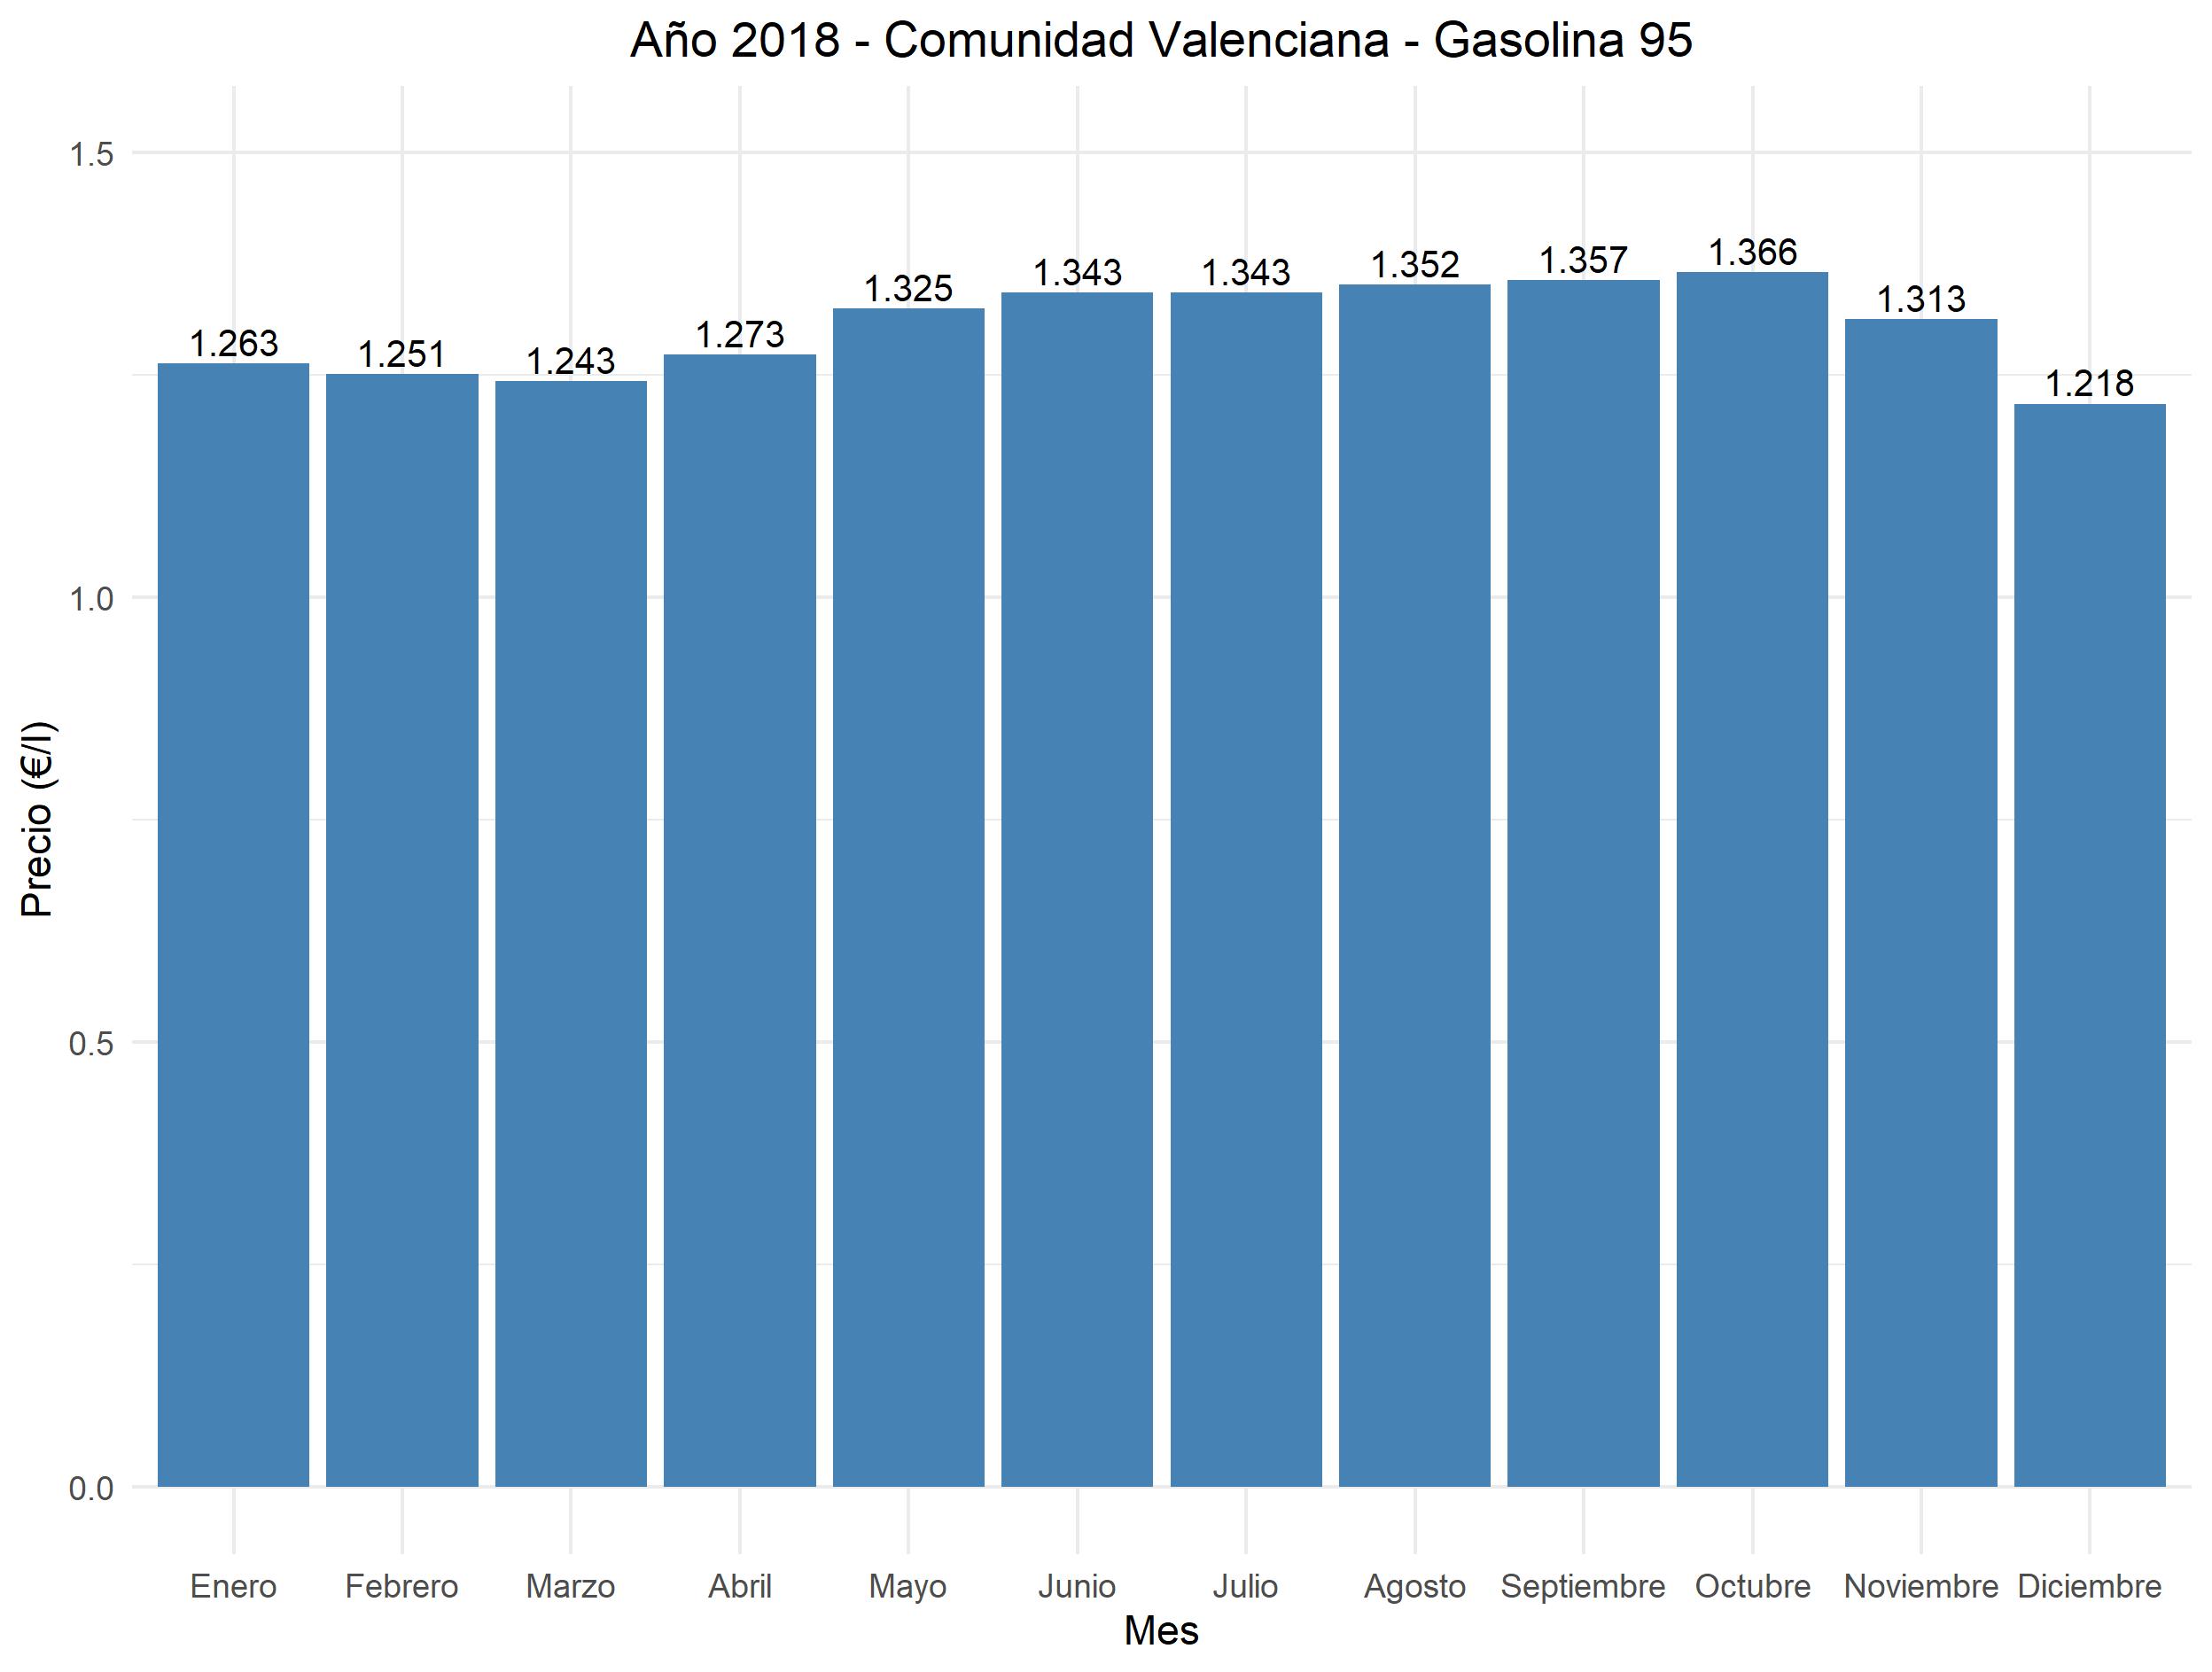 Año 2018 - Comunidad Valenciana - Gasolina 95
Precio (€/l)
1.5
1.0
0.5
0.0
1.263 1.251 1.243 1.273 1.325 1.343 1.343 1.352 1.357 1.366 1.313 1.218
Enero Febrero Marzo Abril Mayo Junio Julio Agosto Septiembre Octubre Noviembre Diciembre
Mes